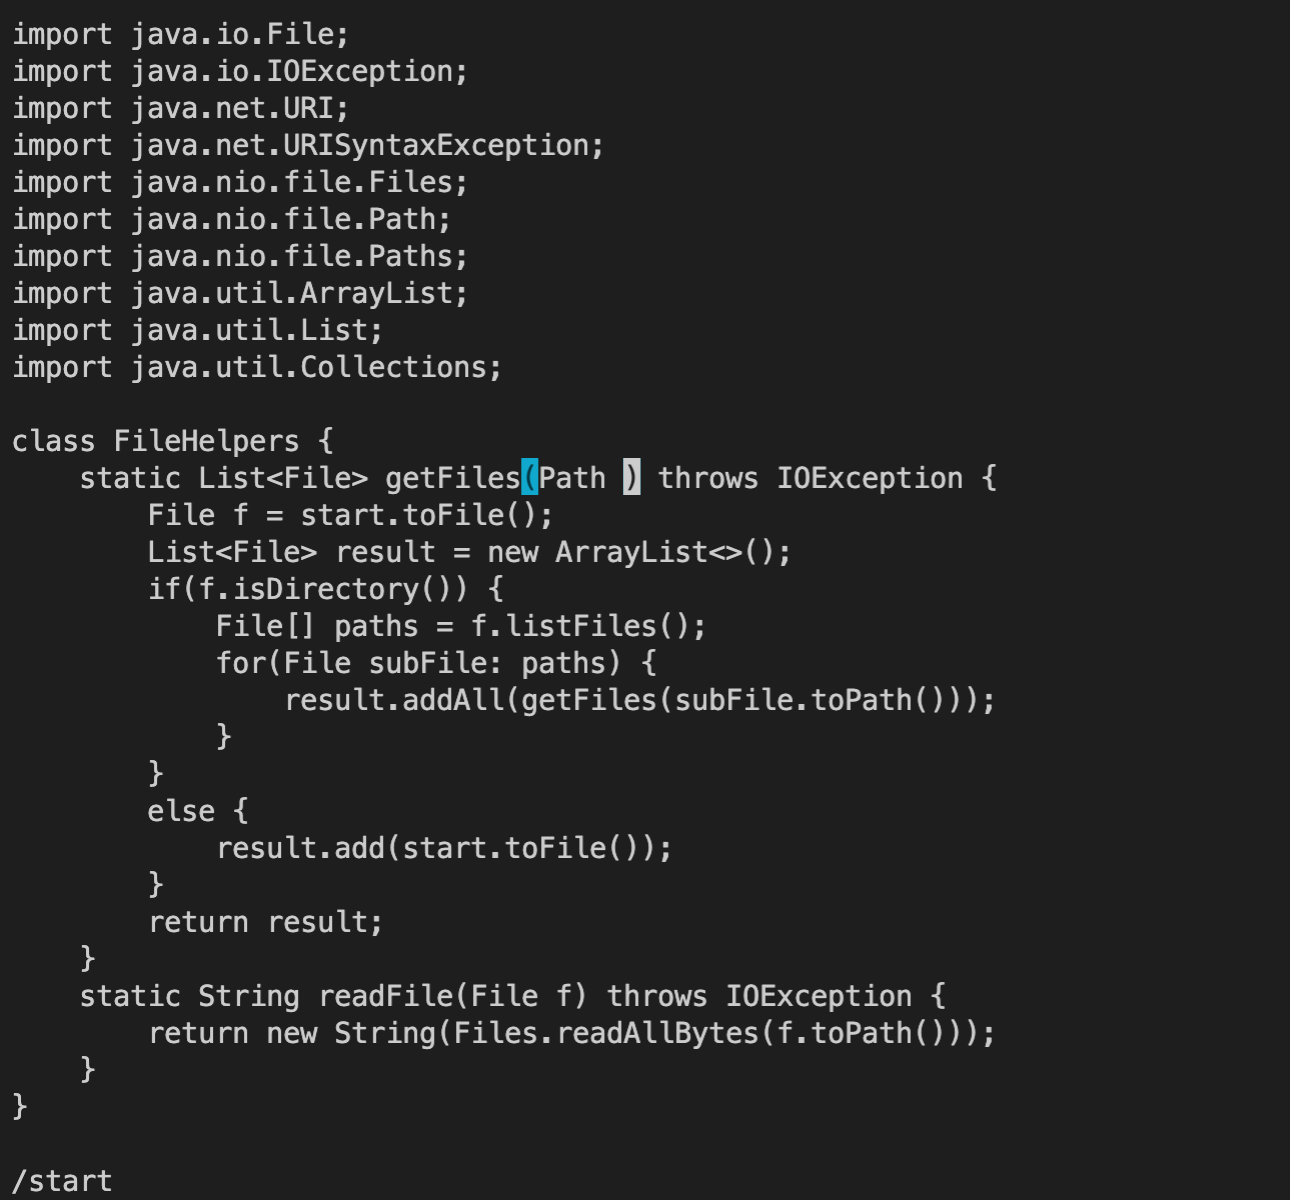 import java.io.File;
import java.io.IOException;
import java.net.URI;
import java.net.URISyntaxException;
import java.nio.file.Files;
import java.nio.file.Path;
import java.nio.file.Paths;
import java.util.ArrayList;
import java.util.List;
import java.util.Collections;

class FileHelpers {
    static List<File> getFiles(Path ) throws IOException {
        File f = start.toFile();
        List<File> result = new ArrayList<>();
        if(f.isDirectory()) {
            File[] paths = f.listFiles();
            for(File subFile: paths) {
                result.addAll(getFiles(subFile.toPath()));
            }
        }
        else {
            result.add(start.toFile());
        }
        return result;
    }
    static String readFile(File f) throws IOException {
        return new String(Files.readAllBytes(f.toPath()));
    }
}

/start